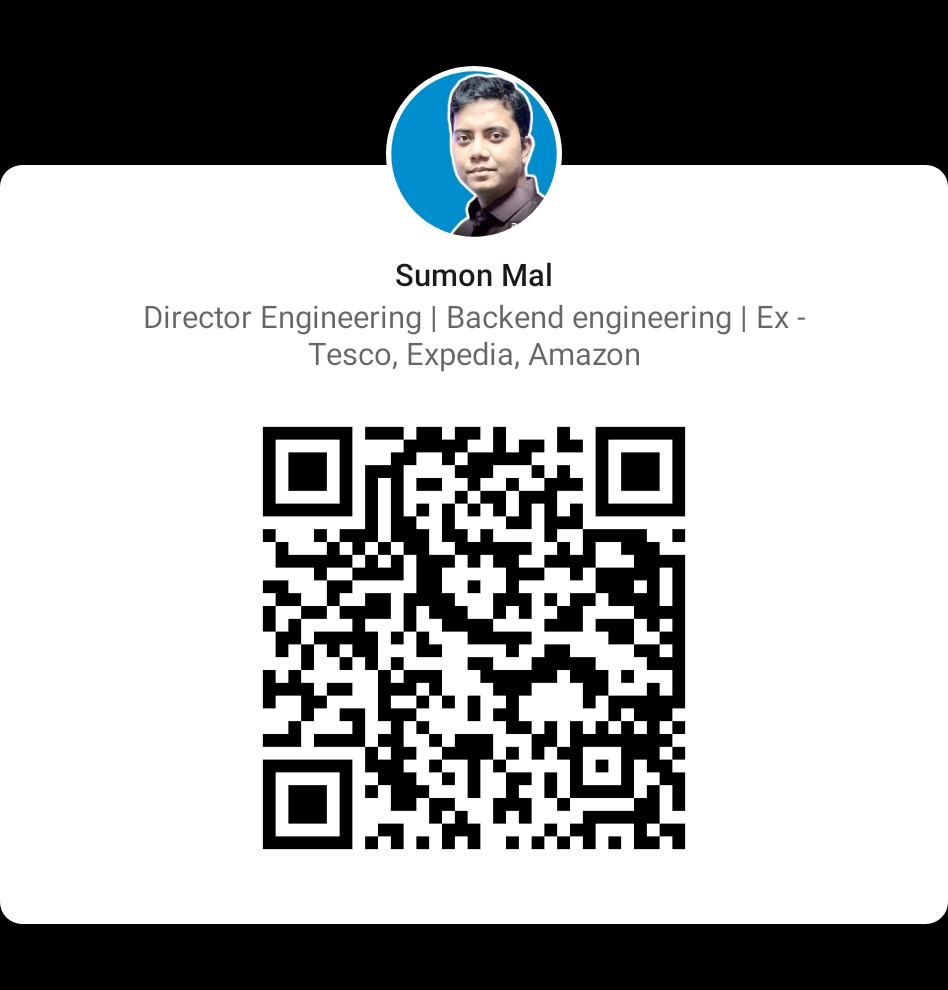 Sumon Mal
Director Engineering | Backend engineering | Ex -
Tesco, Expedia, Amazon